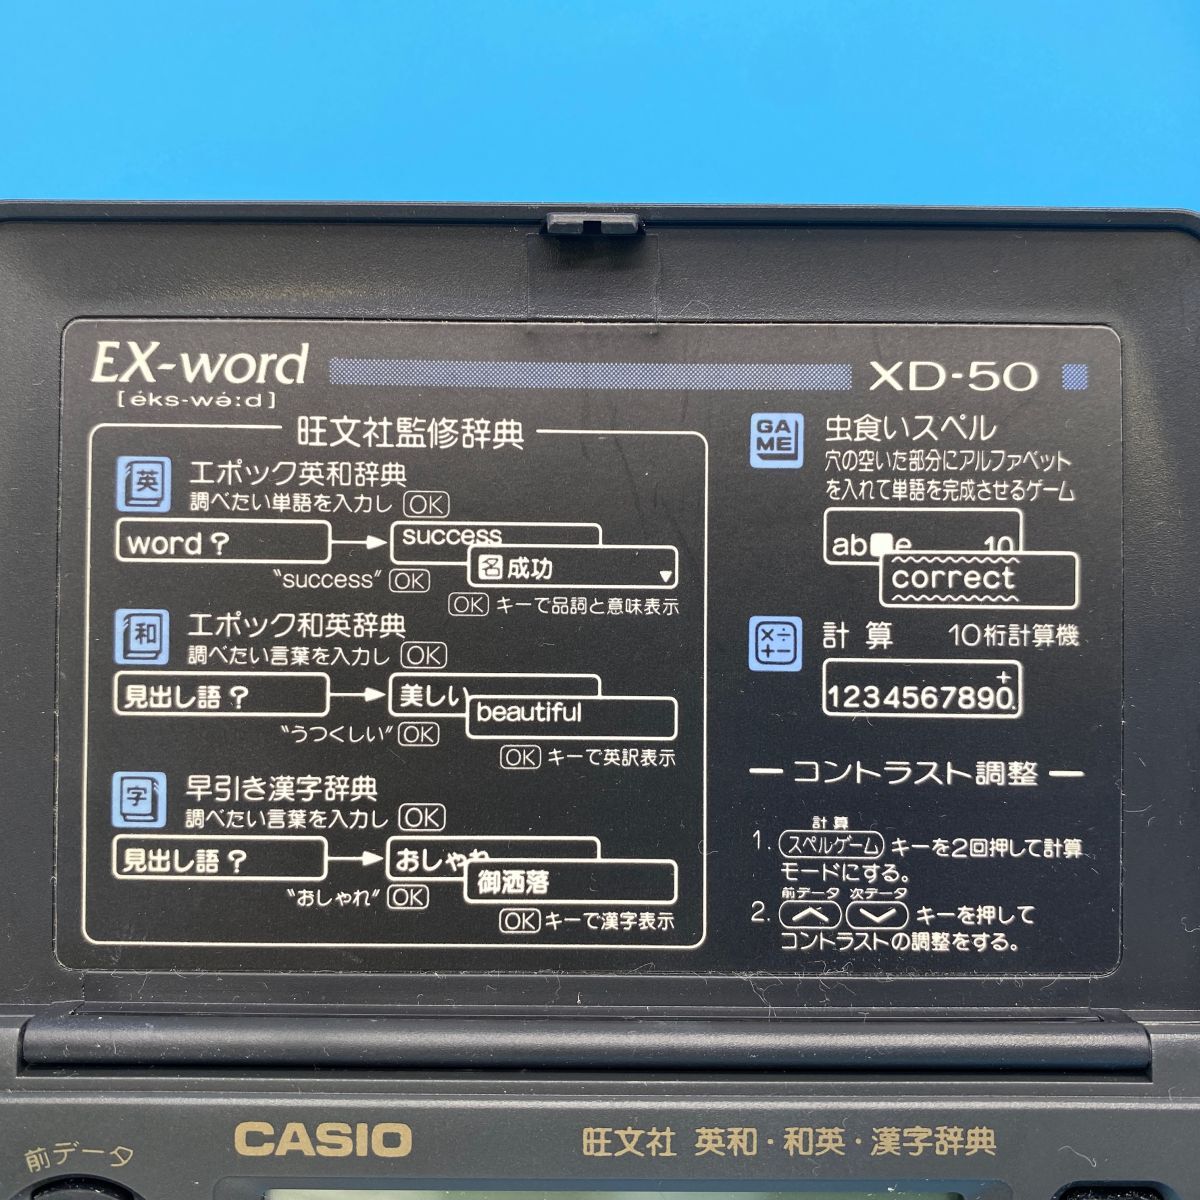 EX-word
[éks-wə́:d]
XD-50
旺文社監修辞典
英
エポック英和辞典
調べたい単語を入力し OK
word ?
success
名 成功
"success" OK
OK キーで品詞と意味表示
和
エポック和英辞典
調べたい言葉を入力し OK
見出し語 ?
美しい
beautiful
"うつくしい" OK
OK キーで英訳表示
字
早引き漢字辞典
調べたい言葉を入力し OK
見出し語 ?
おしゃれ
御洒落
"おしゃれ" OK
OK キーで漢字表示
GAME
虫食いスペル
穴の空いた部分にアルファベット
を入れて単語を完成させるゲーム
ab■e 10
correct
×÷+−
計算 10桁計算機
+
1234567890.
コントラスト調整
計算
1. スペルゲーム キーを2回押して計算
モードにする。
前データ 次データ
2. ∧ ∨ キーを押して
コントラストの調整をする。
CASIO
旺文社 英和・和英・漢字辞典
前データ